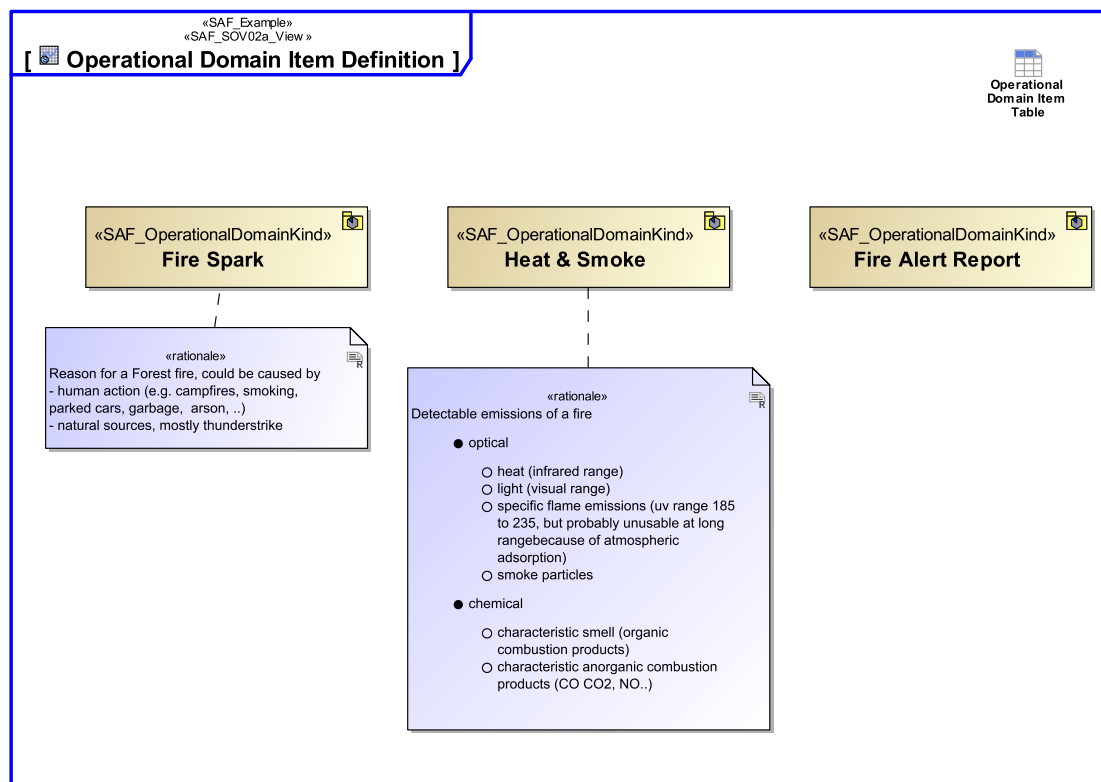 «SAF_Example»
«SAF_SOV02a_View »
[ Operational Domain Item Definition ]
Operational
Domain Item
Table
«SAF_OperationalDomainKind»
Fire Spark
«SAF_OperationalDomainKind»
Heat & Smoke
«SAF_OperationalDomainKind»
Fire Alert Report
«rationale»
R
Reason for a Forest fire, could be caused by
- human action (e.g. campfires, smoking,
parked cars, garbage, arson, ..)
- natural sources, mostly thunderstrike
«rationale»
R
Detectable emissions of a fire
● optical
○ heat (infrared range)
○ light (visual range)
○ specific flame emissions (uv range 185
to 235, but probably unusable at long
rangebecause of atmospheric
adsorption)
○ smoke particles
● chemical
○ characteristic smell (organic
combustion products)
○ characteristic anorganic combustion
products (CO CO2, NO..)